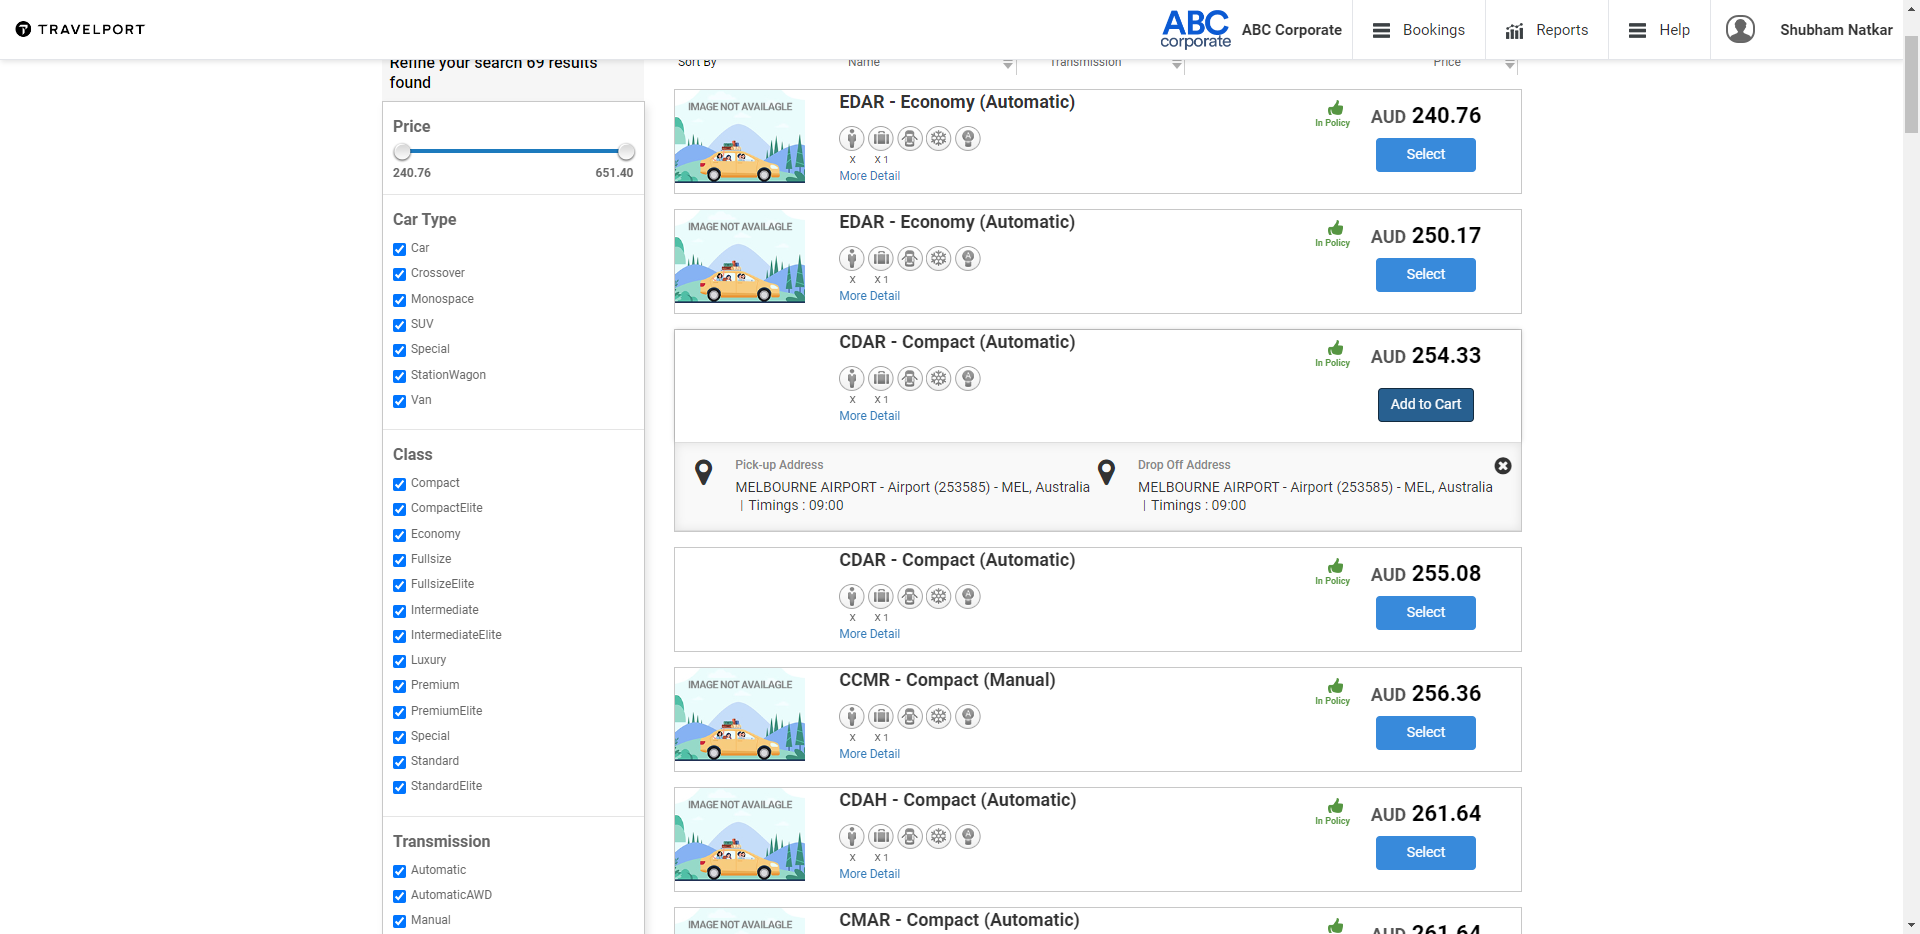 TRAVELPORT
ABC
corporate
ABC Corporate
Bookings
Reports
Help
Shubham Natkar
Refine your search 69 results
found
Price
240.76
651.40
Car Type
Car
Crossover
Monospace
SUV
Special
StationWagon
Van
Class
Compact
CompactElite
Economy
Fullsize
FullsizeElite
Intermediate
IntermediateElite
Luxury
Premium
PremiumElite
Special
Standard
StandardElite
Transmission
Automatic
AutomaticAWD
Manual
Sort By
Name
Transmission
Price
IMAGE NOT AVAILAGLE
EDAR - Economy (Automatic)
X X 1
More Detail
In Policy
AUD 240.76
Select
IMAGE NOT AVAILAGLE
EDAR - Economy (Automatic)
X X 1
More Detail
In Policy
AUD 250.17
Select
CDAR - Compact (Automatic)
X X 1
More Detail
In Policy
AUD 254.33
Add to Cart
Pick-up Address
MELBOURNE AIRPORT - Airport (253585) - MEL, Australia
| Timings : 09:00
Drop Off Address
MELBOURNE AIRPORT - Airport (253585) - MEL, Australia
| Timings : 09:00
CDAR - Compact (Automatic)
X X 1
More Detail
In Policy
AUD 255.08
Select
IMAGE NOT AVAILAGLE
CCMR - Compact (Manual)
X X 1
More Detail
In Policy
AUD 256.36
Select
IMAGE NOT AVAILAGLE
CDAH - Compact (Automatic)
X X 1
More Detail
In Policy
AUD 261.64
Select
IMAGE NOT AVAILAGLE
CMAR - Compact (Automatic)
AUD 261.64